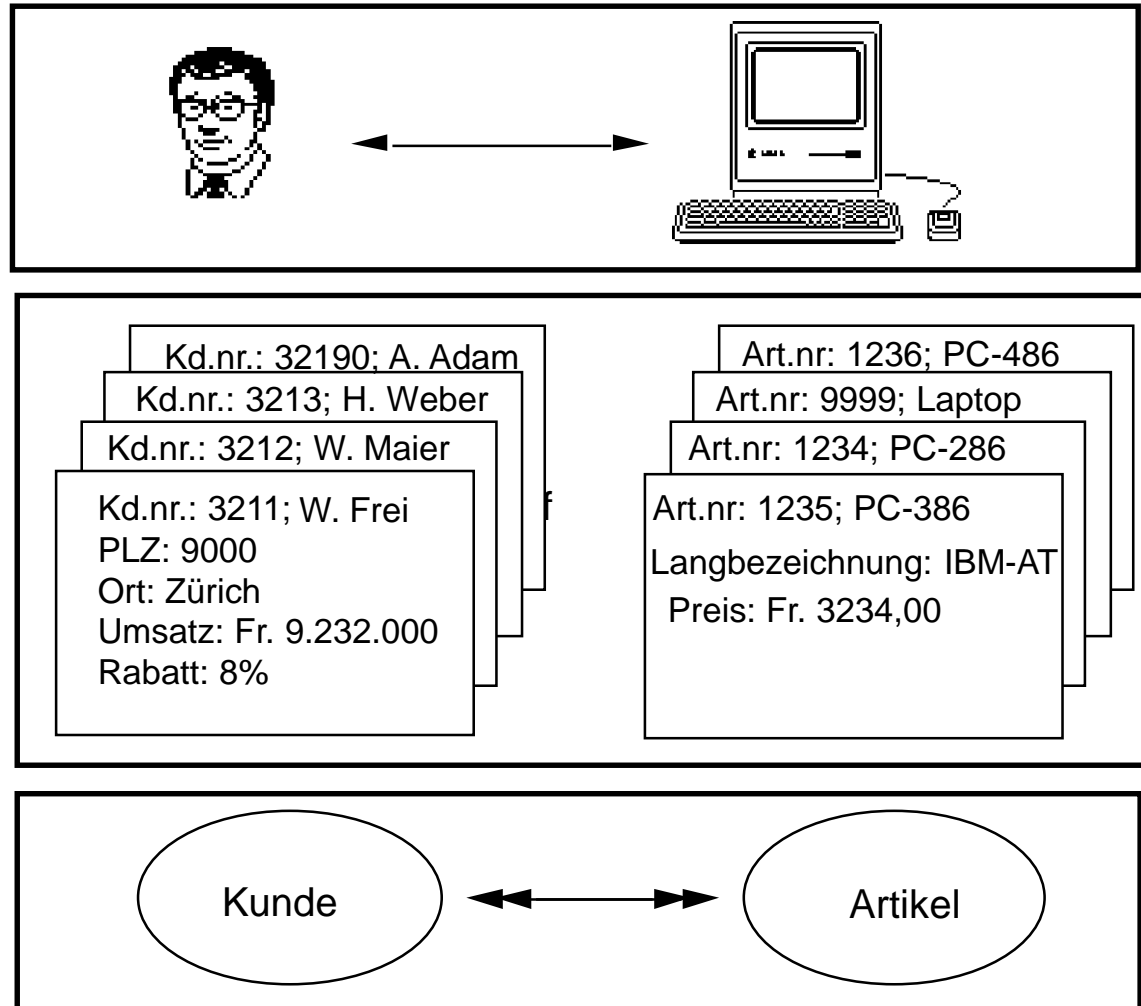 Kd.nr.: 32190; A. Adam
Kd.nr.: 3213; H. Weber
Kd.nr.: 3212; W. Maier
Kd.nr.: 3211; W. Frei
PLZ: 9000
Ort: Zürich
Umsatz: Fr. 9.232.000
Rabatt: 8%
f
Art.nr: 1236; PC-486
Art.nr: 9999; Laptop
Art.nr: 1234; PC-286
Art.nr: 1235; PC-386
Langbezeichnung: IBM-AT
Preis: Fr. 3234,00
Kunde
Artikel